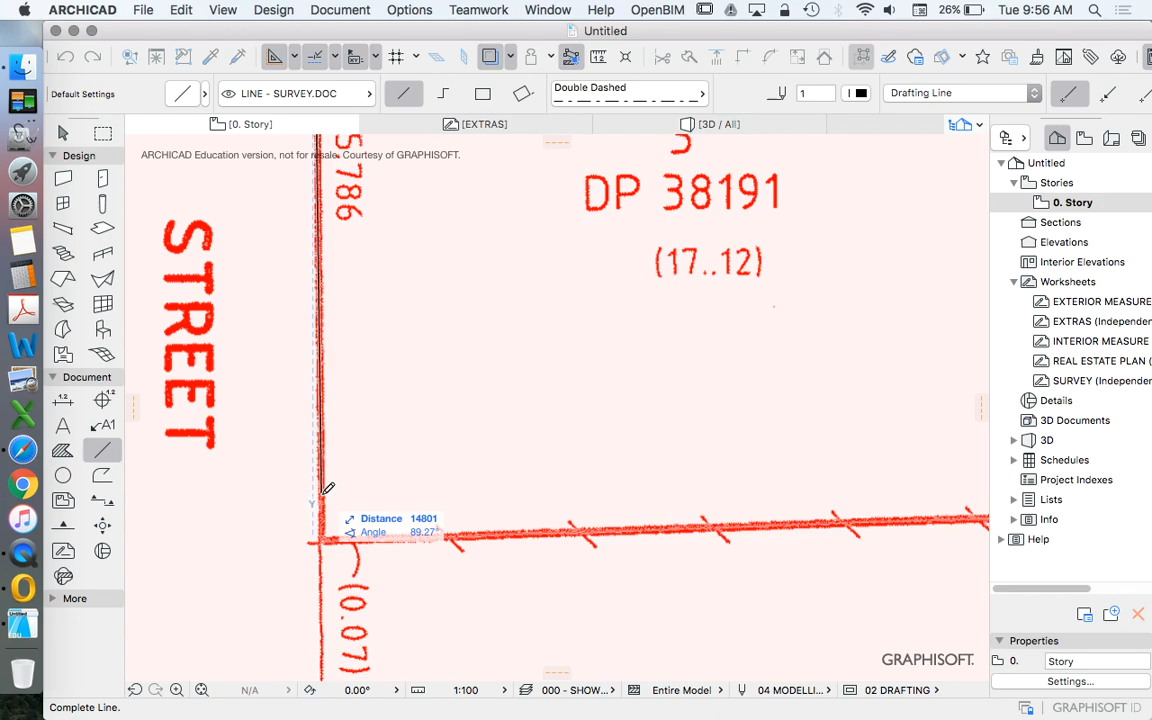 ARCHICAD File Edit View Design Document Options Teamwork Window Help OpenBIM 26% Tue 9:56 AM
Untitled
Default Settings
LINE - SURVEY.DOC
Double Dashed
1
Drafting Line
[0. Story]
[EXTRAS]
[3D / All]
ARCHICAD Education version, not for resale. Courtesy of GRAPHISOFT.
Design
Document
More
5.786
STREET
DP 38191
(17..12)
Distance 14801
Angle 89.27°
(0.07)
GRAPHISOFT.
Untitled
Stories
0. Story
Sections
Elevations
Interior Elevations
Worksheets
EXTERIOR MEASURE
EXTRAS (Independen
INTERIOR MEASURE
REAL ESTATE PLAN (
SURVEY (Independen
Details
3D Documents
3D
Schedules
Project Indexes
Lists
Info
Help
Properties
0.
Story
Settings...
N/A
0.00°
1:100
000 - SHOW...
Entire Model
04 MODELLI...
02 DRAFTING
Complete Line.
GRAPHISOFT ID